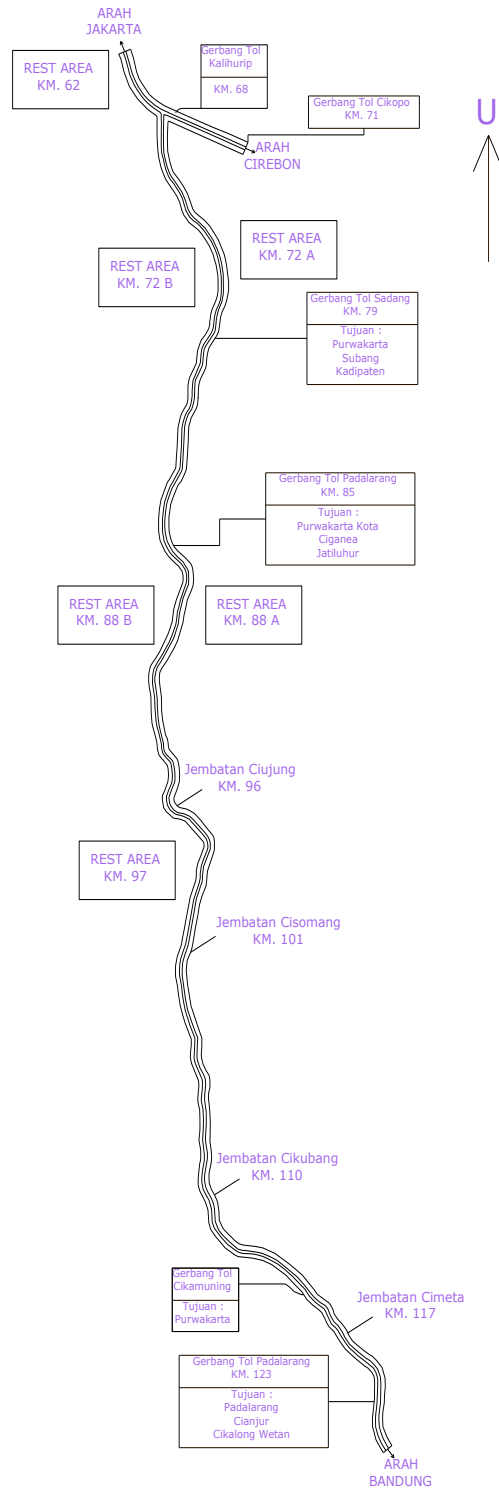 ARAH
JAKARTA
REST AREA
KM. 62
Gerbang Tol
Kalihurip
KM. 68
Gerbang Tol Cikopo
KM. 71
U
ARAH
CIREBON
REST AREA
KM. 72 A
REST AREA
KM. 72 B
Gerbang Tol Sadang
KM. 79
Tujuan :
Purwakarta
Subang
Kadipaten
Gerbang Tol Padalarang
KM. 85
Tujuan :
Purwakarta Kota
Ciganea
Jatiluhur
REST AREA
KM. 88 B
REST AREA
KM. 88 A
Jembatan Ciujung
KM. 96
REST AREA
KM. 97
Jembatan Cisomang
KM. 101
Jembatan Cikubang
KM. 110
Gerbang Tol
Cikamuning
Tujuan :
Purwakarta
Jembatan Cimeta
KM. 117
Gerbang Tol Padalarang
KM. 123
Tujuan :
Padalarang
Cianjur
Cikalong Wetan
ARAH
BANDUNG